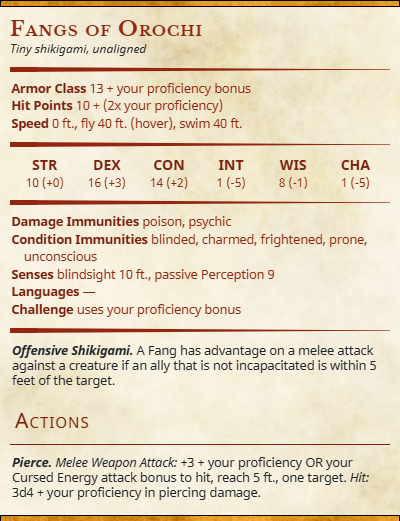 Fangs of Orochi
Tiny shikigami, unaligned
Armor Class 13 + your proficiency bonus
Hit Points 10 + (2x your proficiency)
Speed 0 ft., fly 40 ft. (hover), swim 40 ft.
STR DEX CON INT WIS CHA
10 (+0) 16 (+3) 14 (+2) 1 (-5) 8 (-1) 1 (-5)
Damage Immunities poison, psychic
Condition Immunities blinded, charmed, frightened, prone,
unconscious
Senses blindsight 10 ft., passive Perception 9
Languages —
Challenge uses your proficiency bonus
Offensive Shikigami. A Fang has advantage on a melee attack
against a creature if an ally that is not incapacitated is within 5
feet of the target.
Actions
Pierce. Melee Weapon Attack: +3 + your proficiency OR your
Cursed Energy attack bonus to hit, reach 5 ft., one target. Hit:
3d4 + your proficiency in piercing damage.